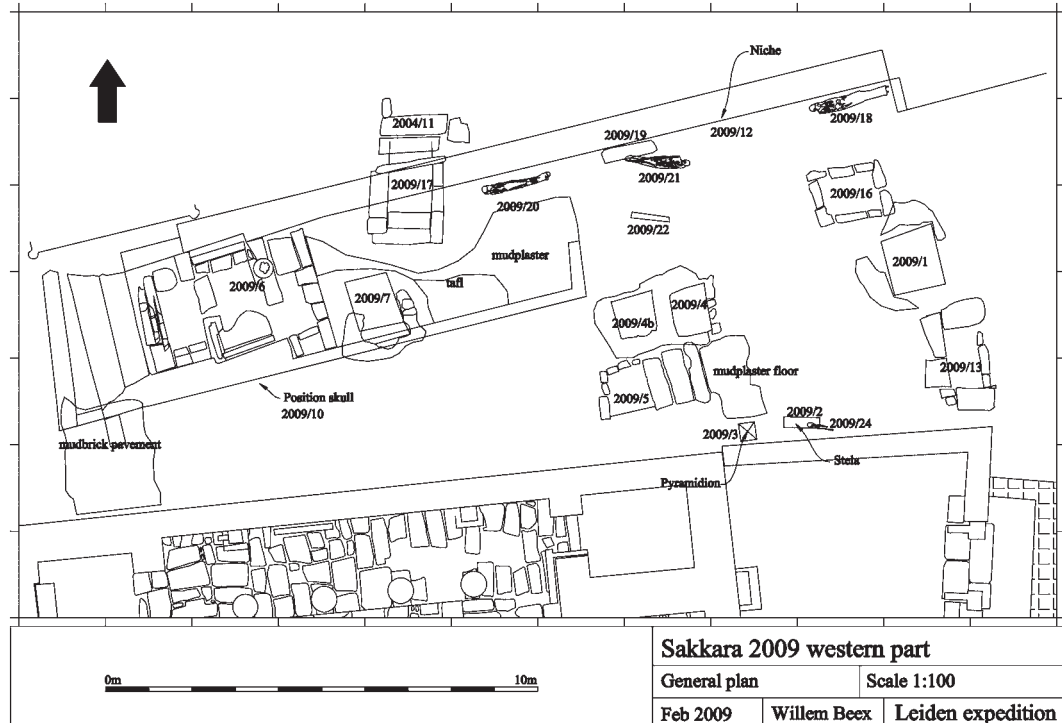 Niche
2004/11
2009/19
2009/12
2009/18
2009/17
2009/20
2009/21
2009/16
2009/22
mudplaster
2009/1
2009/6
tafl
2009/7
2009/4
2009/4b
mudplaster floor
2009/13
Position skull
2009/10
2009/5
2009/2
2009/24
mudbrick pavement
2009/3
Stela
Pyramidion
Sakkara 2009 western part
General plan Scale 1:100
0m 10m
Feb 2009 Willem Beex Leiden expedition